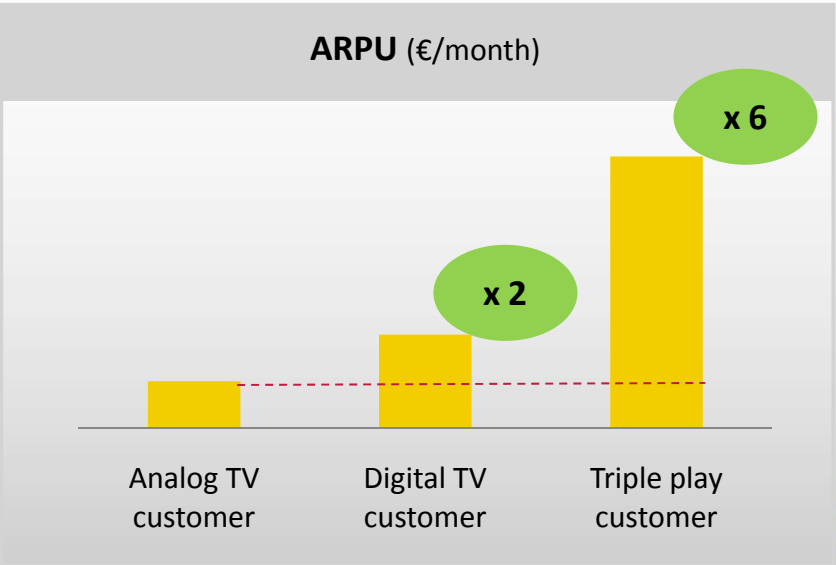 ARPU (€/month)
x 6
x 2
Analog TV
customer
Digital TV
customer
Triple play
customer